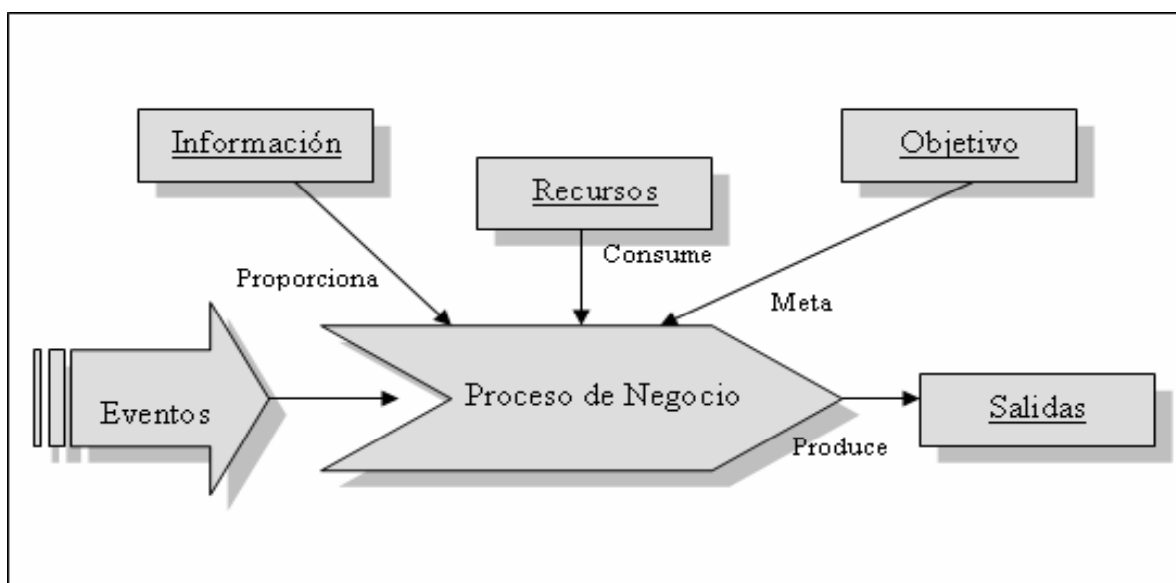 Información
Objetivo
Recursos
Consume
Proporciona
Meta
Eventos
Proceso de Negocio
Salidas
Produce